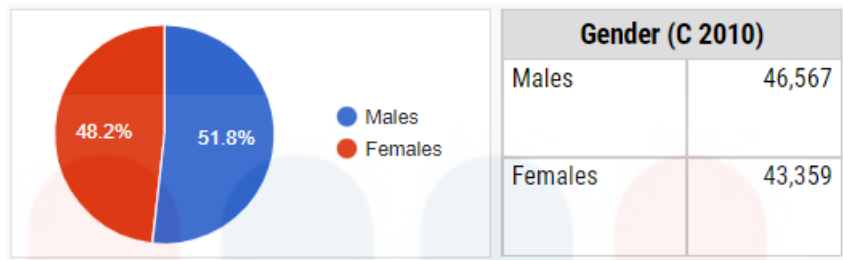 48.2%
51.8%
Males
Females
Gender (C 2010)
Males 46,567
Females 43,359